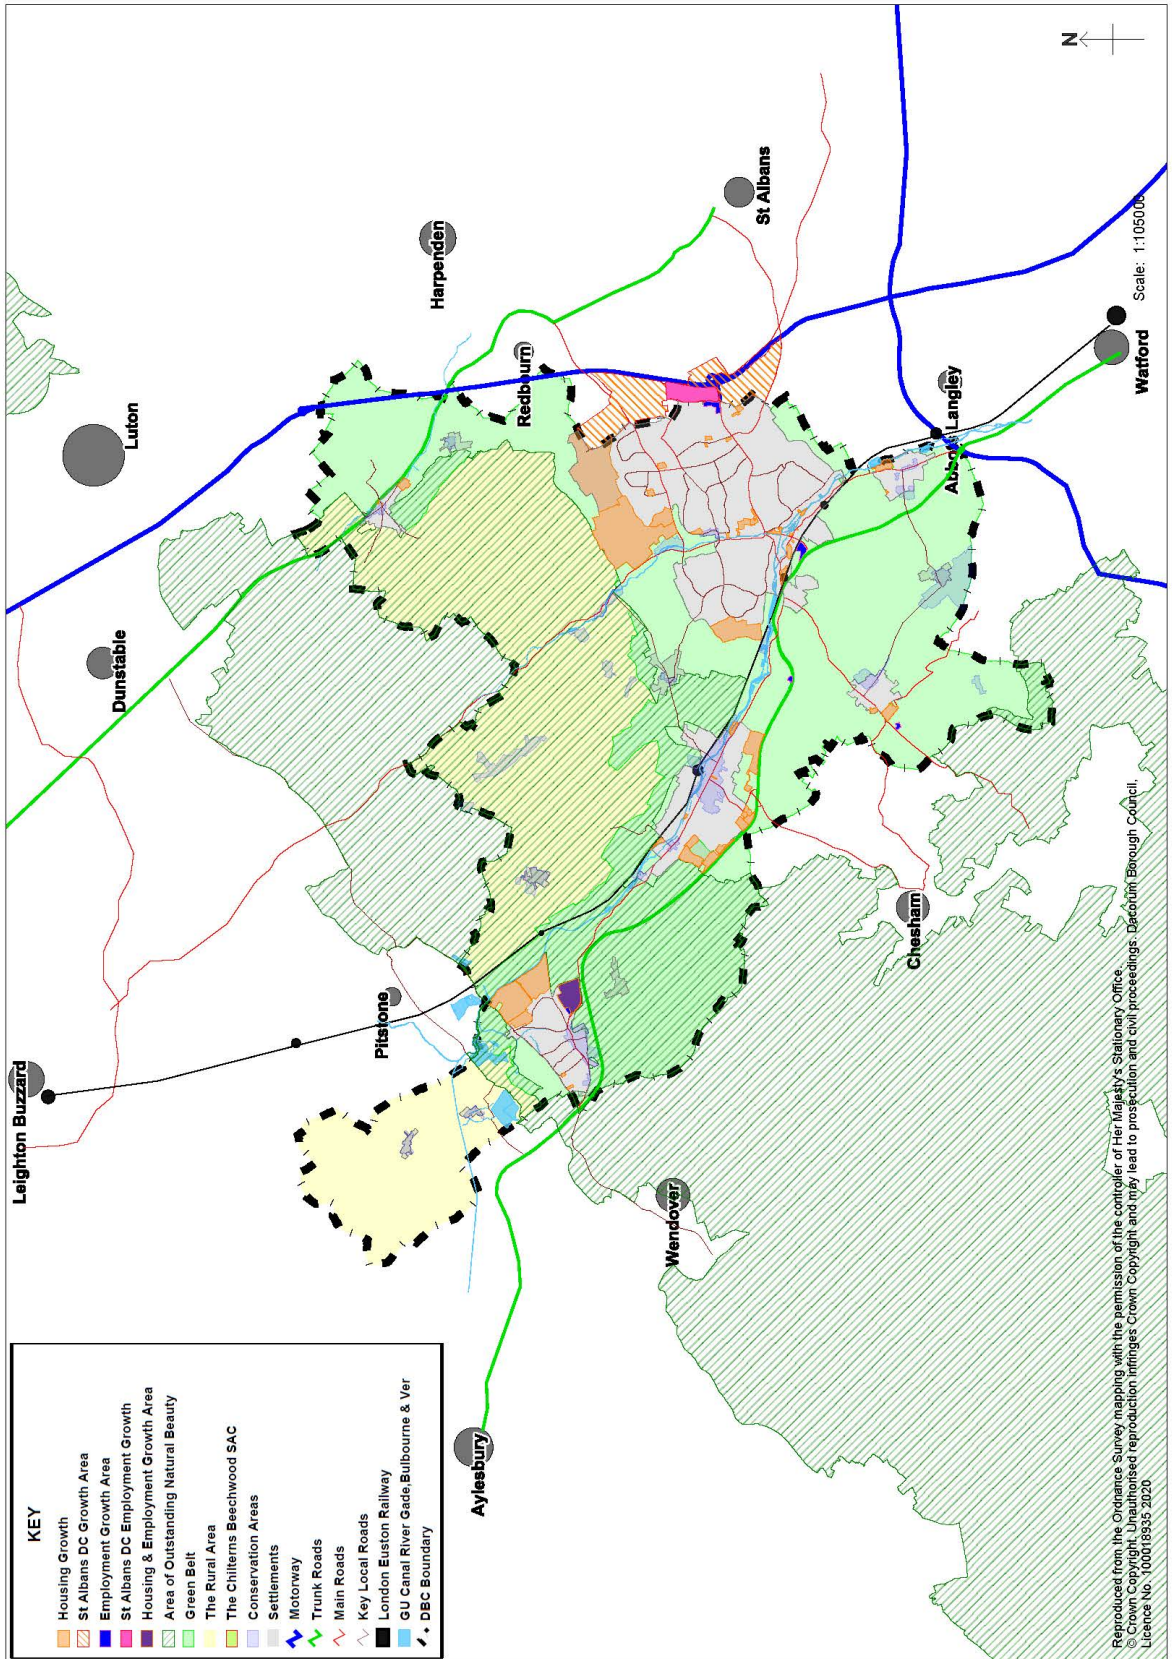 KEY
Housing Growth
St Albans DC Growth Area
Employment Growth Area
St Albans DC Employment Growth
Housing & Employment Growth Area
Area of Outstanding Natural Beauty
Green Belt
The Rural Area
The Chilterns Beechwood SAC
Conservation Areas
Settlements
Motorway
Trunk Roads
Main Roads
Key Local Roads
London Euston Railway
GU Canal River Gade,Bulbourne & Ver
DBC Boundary
Leighton Buzzard
Dunstable
Luton
Harpenden
Pitstone
Redbourn
Aylesbury
Wendover
St Albans
Chesham
Langley
Watford
N
Scale: 1:105000
Reproduced from the Ordnance Survey mapping with the permission of the controller of Her Majesty's Stationary Office.
© Crown Copyright. Unauthorised reproduction infringes Crown Copyright and may lead to prosecution and civil proceedings. Dacorum Borough Council,
Licence No. 100018935 2020